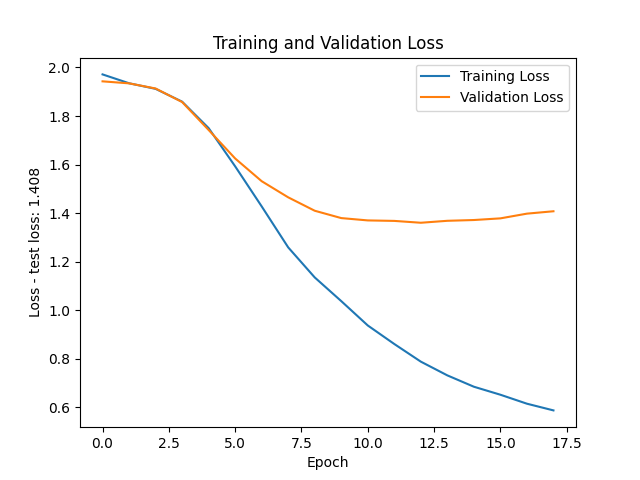 Training and Validation Loss
Training Loss
Validation Loss
2.0
1.8
1.6
1.4
1.2
1.0
0.8
0.6
Loss - test loss: 1.408
0.0 2.5 5.0 7.5 10.0 12.5 15.0 17.5
Epoch